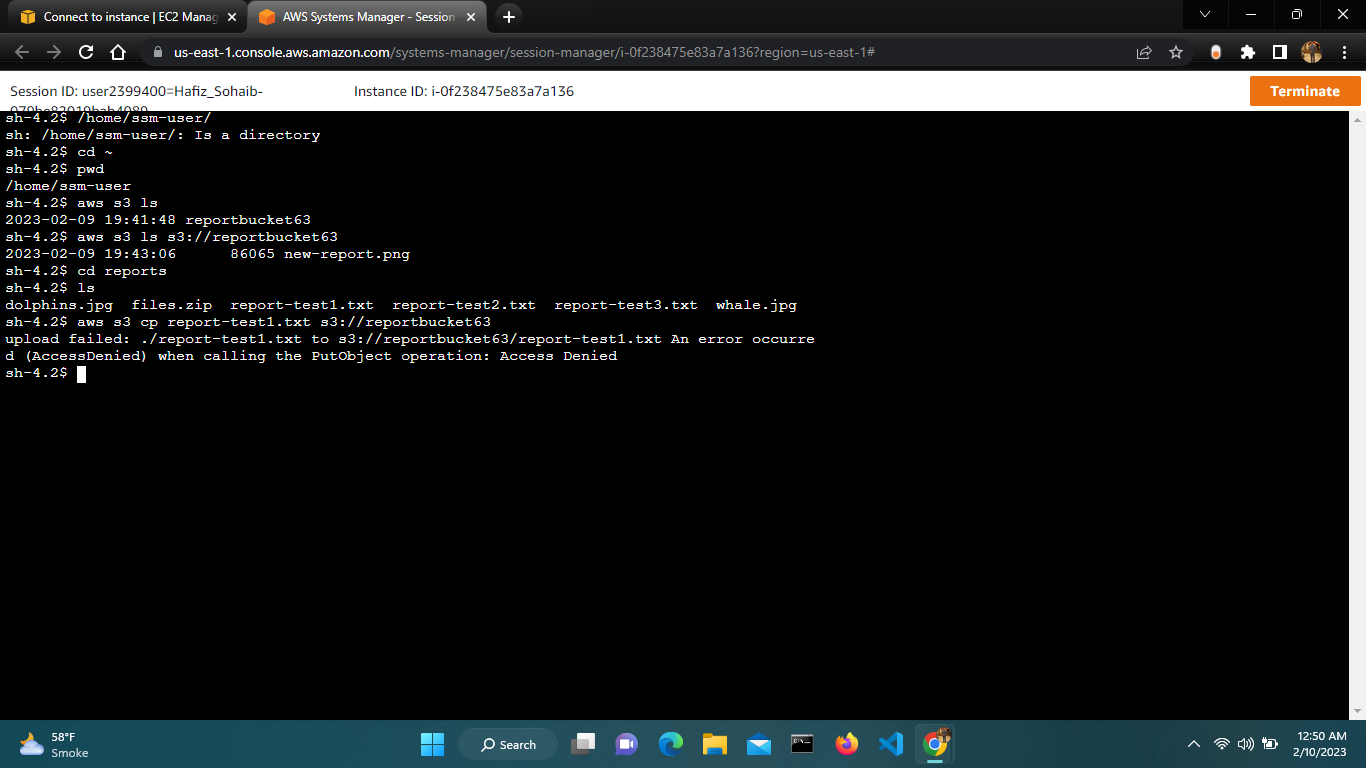 Connect to instance | EC2 Manag
AWS Systems Manager - Session
us-east-1.console.aws.amazon.com/systems-manager/session-manager/i-0f238475e83a7a136?region=us-east-1#
Session ID: user2399400=Hafiz_Sohaib-
Instance ID: i-0f238475e83a7a136
Terminate
sh-4.2$ /home/ssm-user/
sh: /home/ssm-user/: Is a directory
sh-4.2$ cd ~
sh-4.2$ pwd
/home/ssm-user
sh-4.2$ aws s3 ls
2023-02-09 19:41:48 reportbucket63
sh-4.2$ aws s3 ls s3://reportbucket63
2023-02-09 19:43:06      86065 new-report.png
sh-4.2$ cd reports
sh-4.2$ ls
dolphins.jpg  files.zip  report-test1.txt  report-test2.txt  report-test3.txt  whale.jpg
sh-4.2$ aws s3 cp report-test1.txt s3://reportbucket63
upload failed: ./report-test1.txt to s3://reportbucket63/report-test1.txt An error occurre
d (AccessDenied) when calling the PutObject operation: Access Denied
sh-4.2$
58°F
Smoke
Search
12:50 AM
2/10/2023